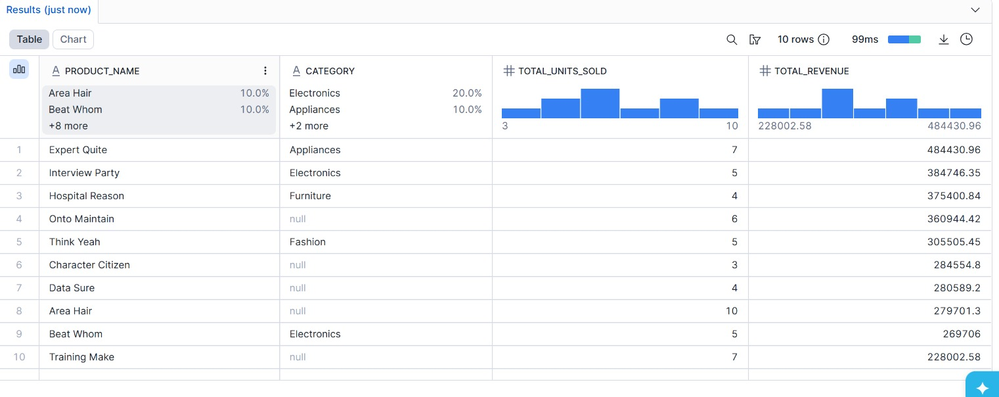 Results (just now)
Table Chart 10 rows 99ms
PRODUCT_NAME CATEGORY TOTAL_UNITS_SOLD TOTAL_REVENUE
Area Hair 10.0% Electronics 20.0%
Beat Whom 10.0% Appliances 10.0%
+8 more +2 more 3 10 228002.58 484430.96
1 Expert Quite Appliances 7 484430.96
2 Interview Party Electronics 5 384746.35
3 Hospital Reason Furniture 4 375400.84
4 Onto Maintain null 6 360944.42
5 Think Yeah Fashion 5 305505.45
6 Character Citizen null 3 284554.8
7 Data Sure null 4 280589.2
8 Area Hair null 10 279701.3
9 Beat Whom Electronics 5 269706
10 Training Make null 7 228002.58